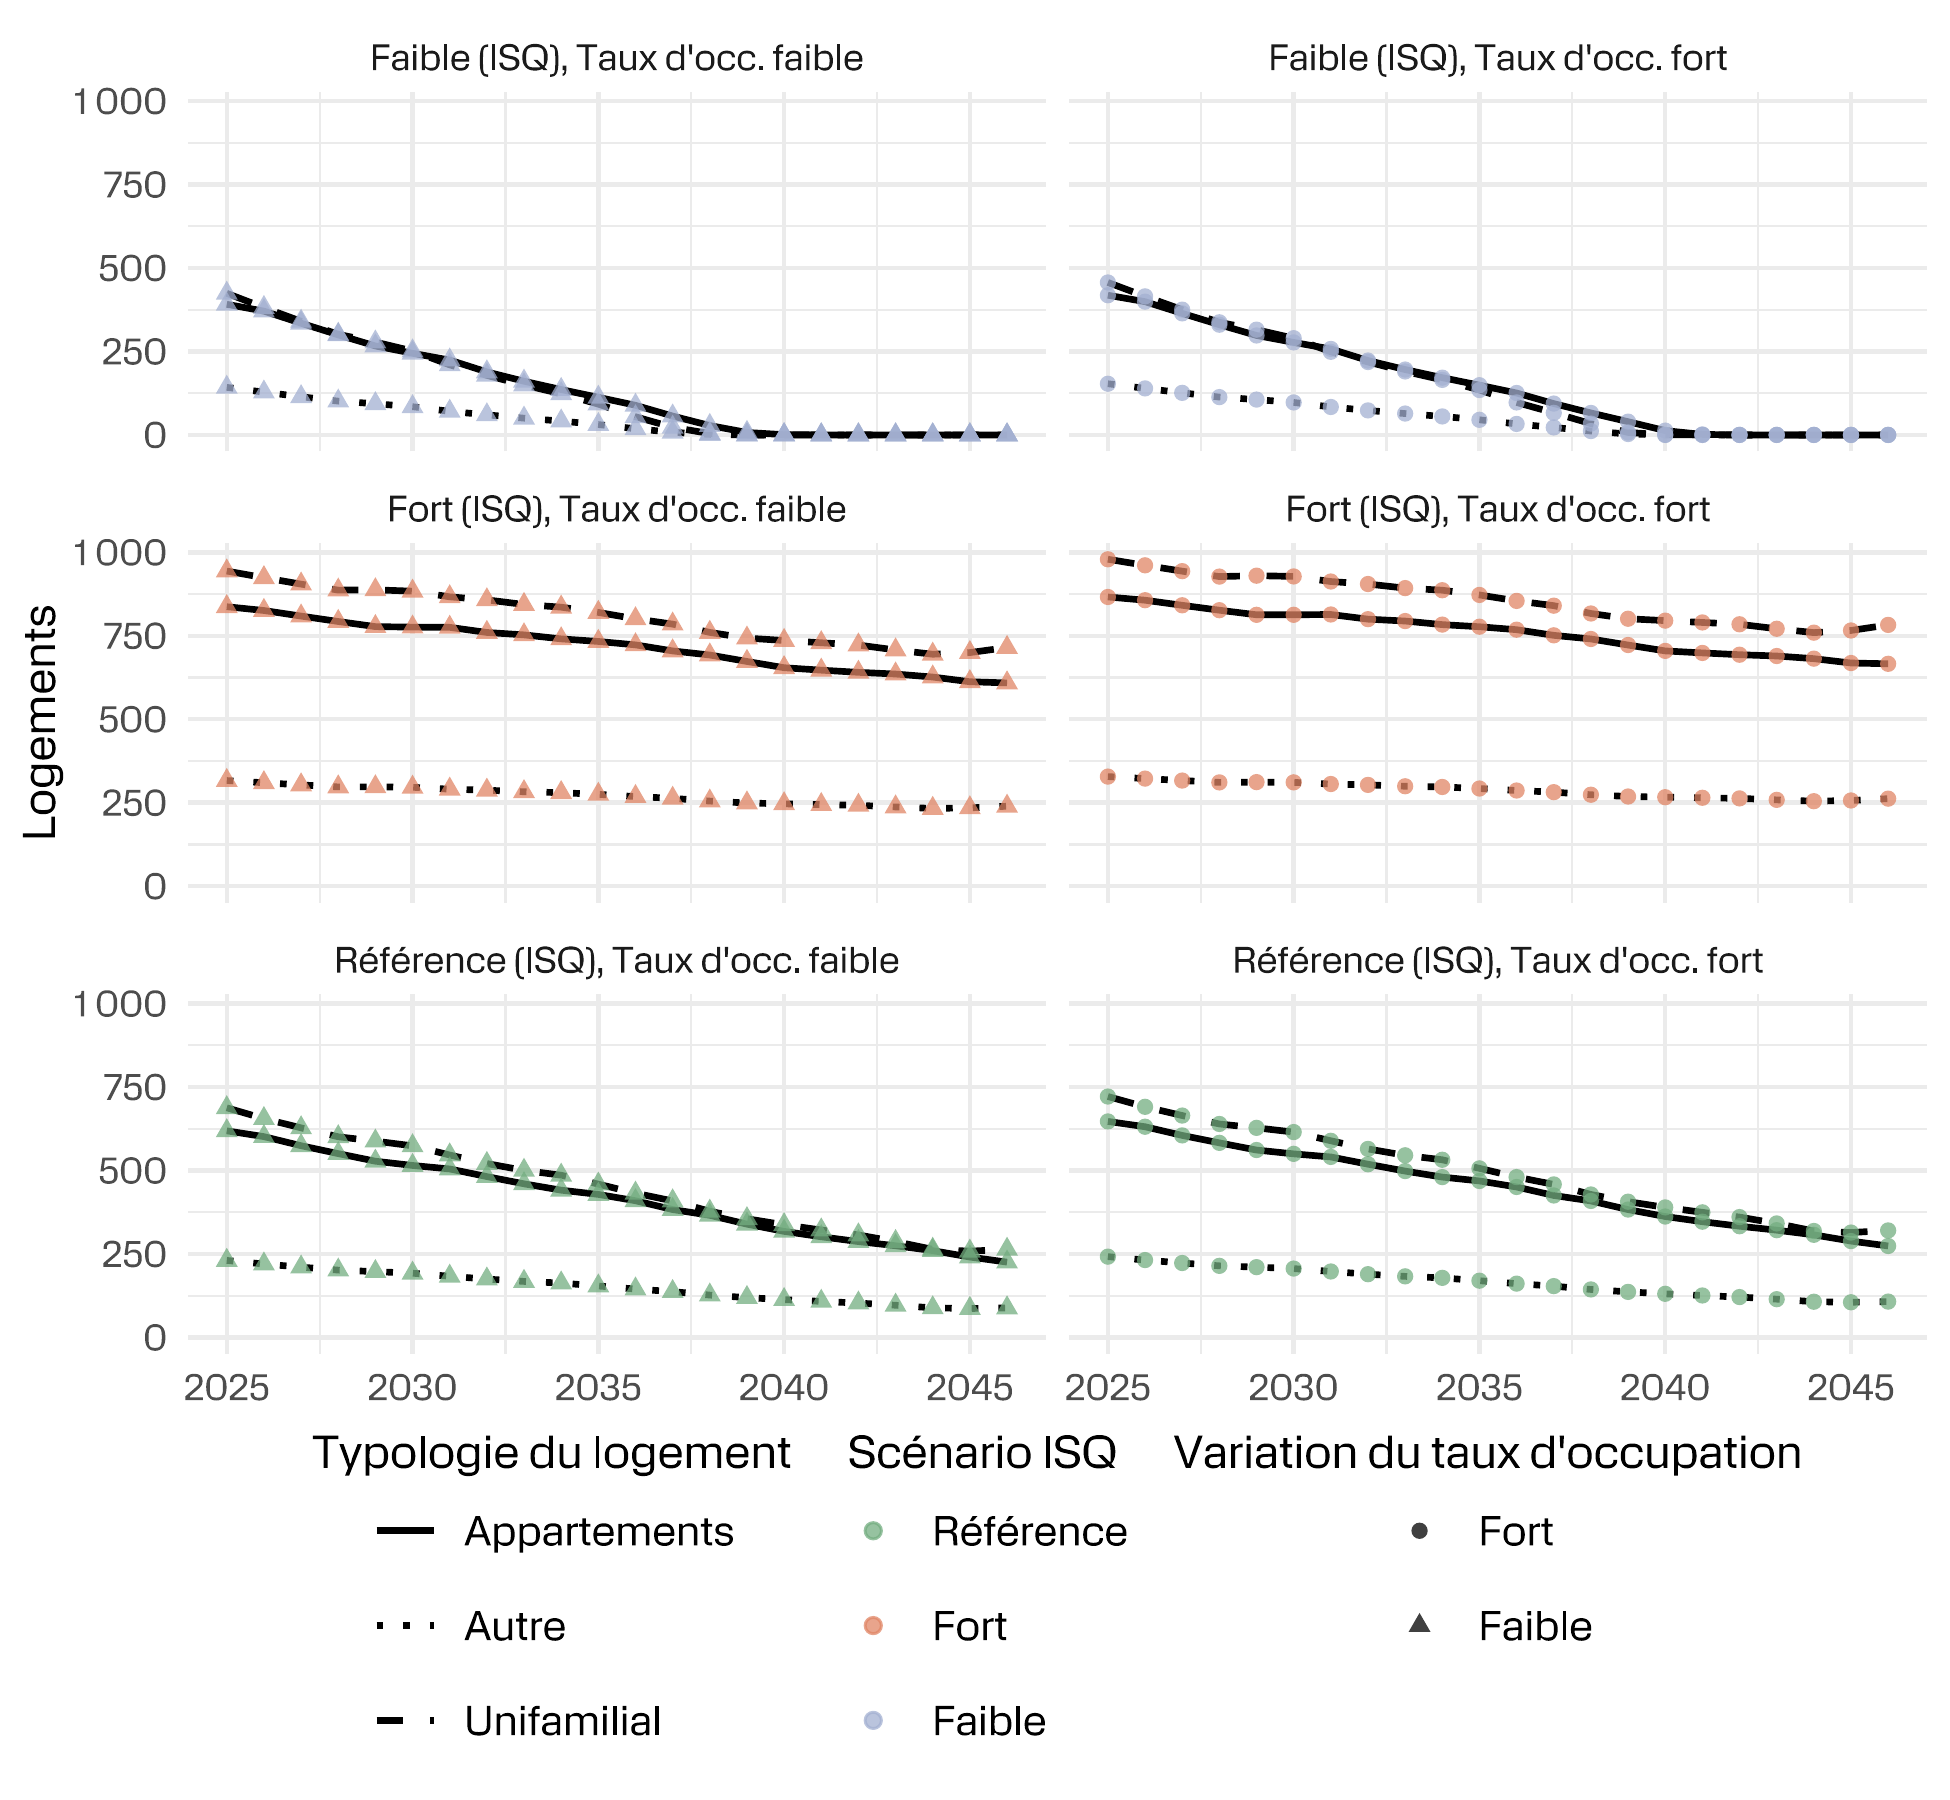 Faible (ISQ), Taux d'occ. faible
Faible (ISQ), Taux d'occ. fort
1 000
750
500
250
0
Fort (ISQ), Taux d'occ. faible
Fort (ISQ), Taux d'occ. fort
1 000
750
500
250
0
Logements
Référence (ISQ), Taux d'occ. faible
Référence (ISQ), Taux d'occ. fort
1 000
750
500
250
0
2025 2030 2035 2040 2045
2025 2030 2035 2040 2045
Typologie du logement
Appartements
Autre
Unifamilial
Scénario ISQ
Référence
Fort
Faible
Variation du taux d'occupation
Fort
Faible